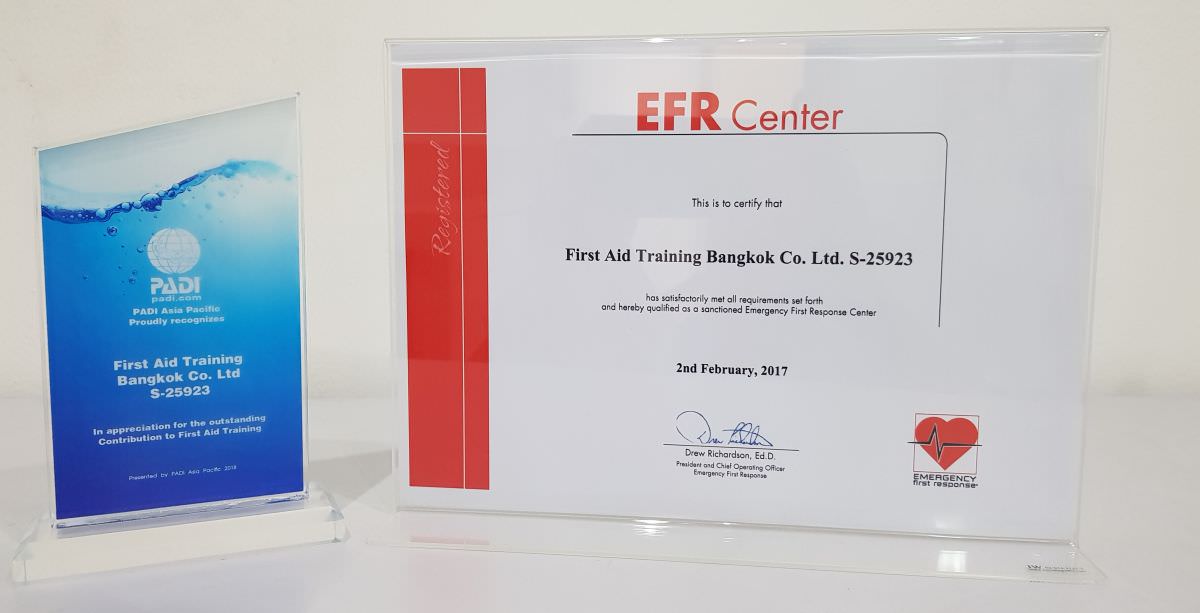 PADI
padi.com
PADI Asia Pacific
Proudly recognizes
First Aid Training
Bangkok Co. Ltd
S-25923
In appreciation for the outstanding
Contribution to First Aid Training
Presented by PADI Asia Pacific 2018
Registered
EFR Center
This is to certify that
First Aid Training Bangkok Co. Ltd. S-25923
has satisfactorily met all requirements set forth
and hereby qualified as a sanctioned Emergency First Response Center
2nd February, 2017
Drew Richardson, Ed.D.
President and Chief Operating Officer
Emergency First Response
EMERGENCY
first response®